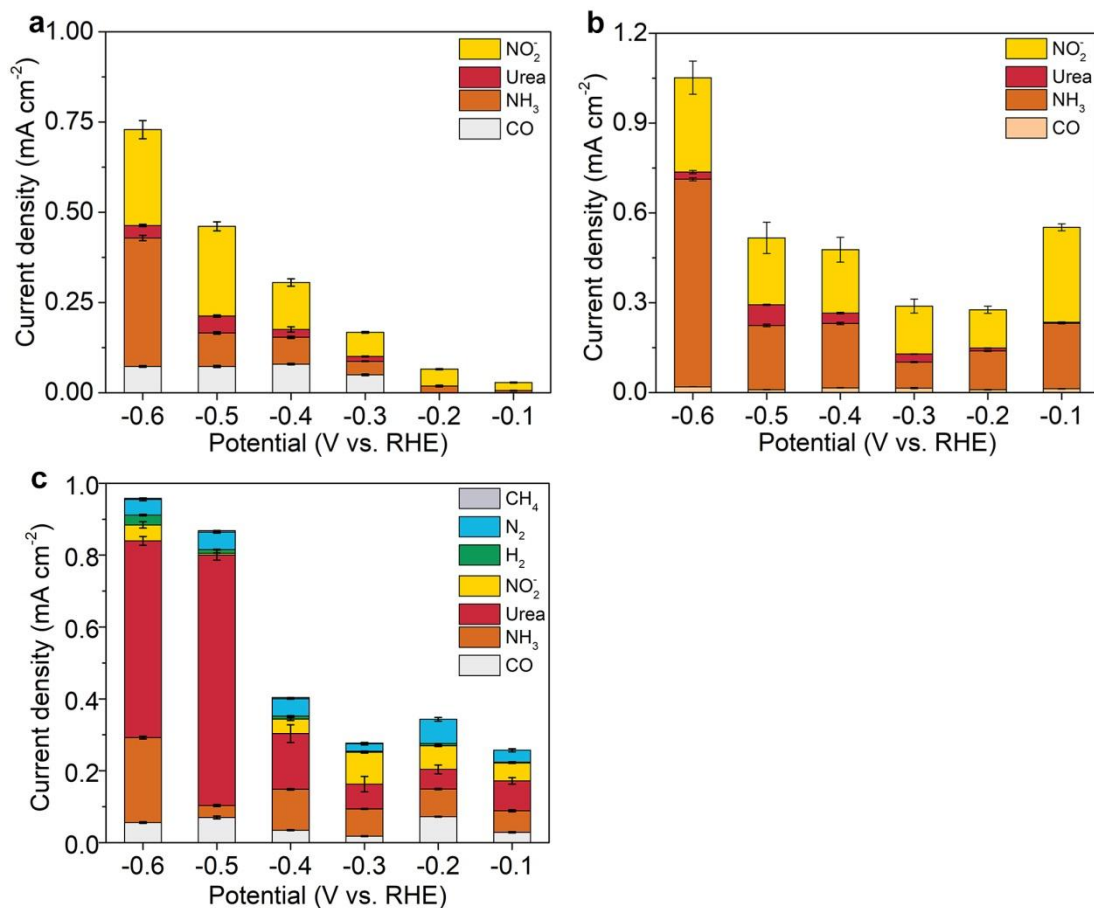 a
1.00
0.75
0.50
0.25
0.00
Current density (mA cm⁻²)
NO₂⁻
Urea
NH₃
CO
-0.6 -0.5 -0.4 -0.3 -0.2 -0.1
Potential (V vs. RHE)
b
1.2
0.9
0.6
0.3
0.0
Current density (mA cm⁻²)
NO₂⁻
Urea
NH₃
CO
-0.6 -0.5 -0.4 -0.3 -0.2 -0.1
Potential (V vs. RHE)
c
1.0
0.8
0.6
0.4
0.2
0.0
Current density (mA cm⁻²)
CH₄
N₂
H₂
NO₂⁻
Urea
NH₃
CO
-0.6 -0.5 -0.4 -0.3 -0.2 -0.1
Potential (V vs. RHE)